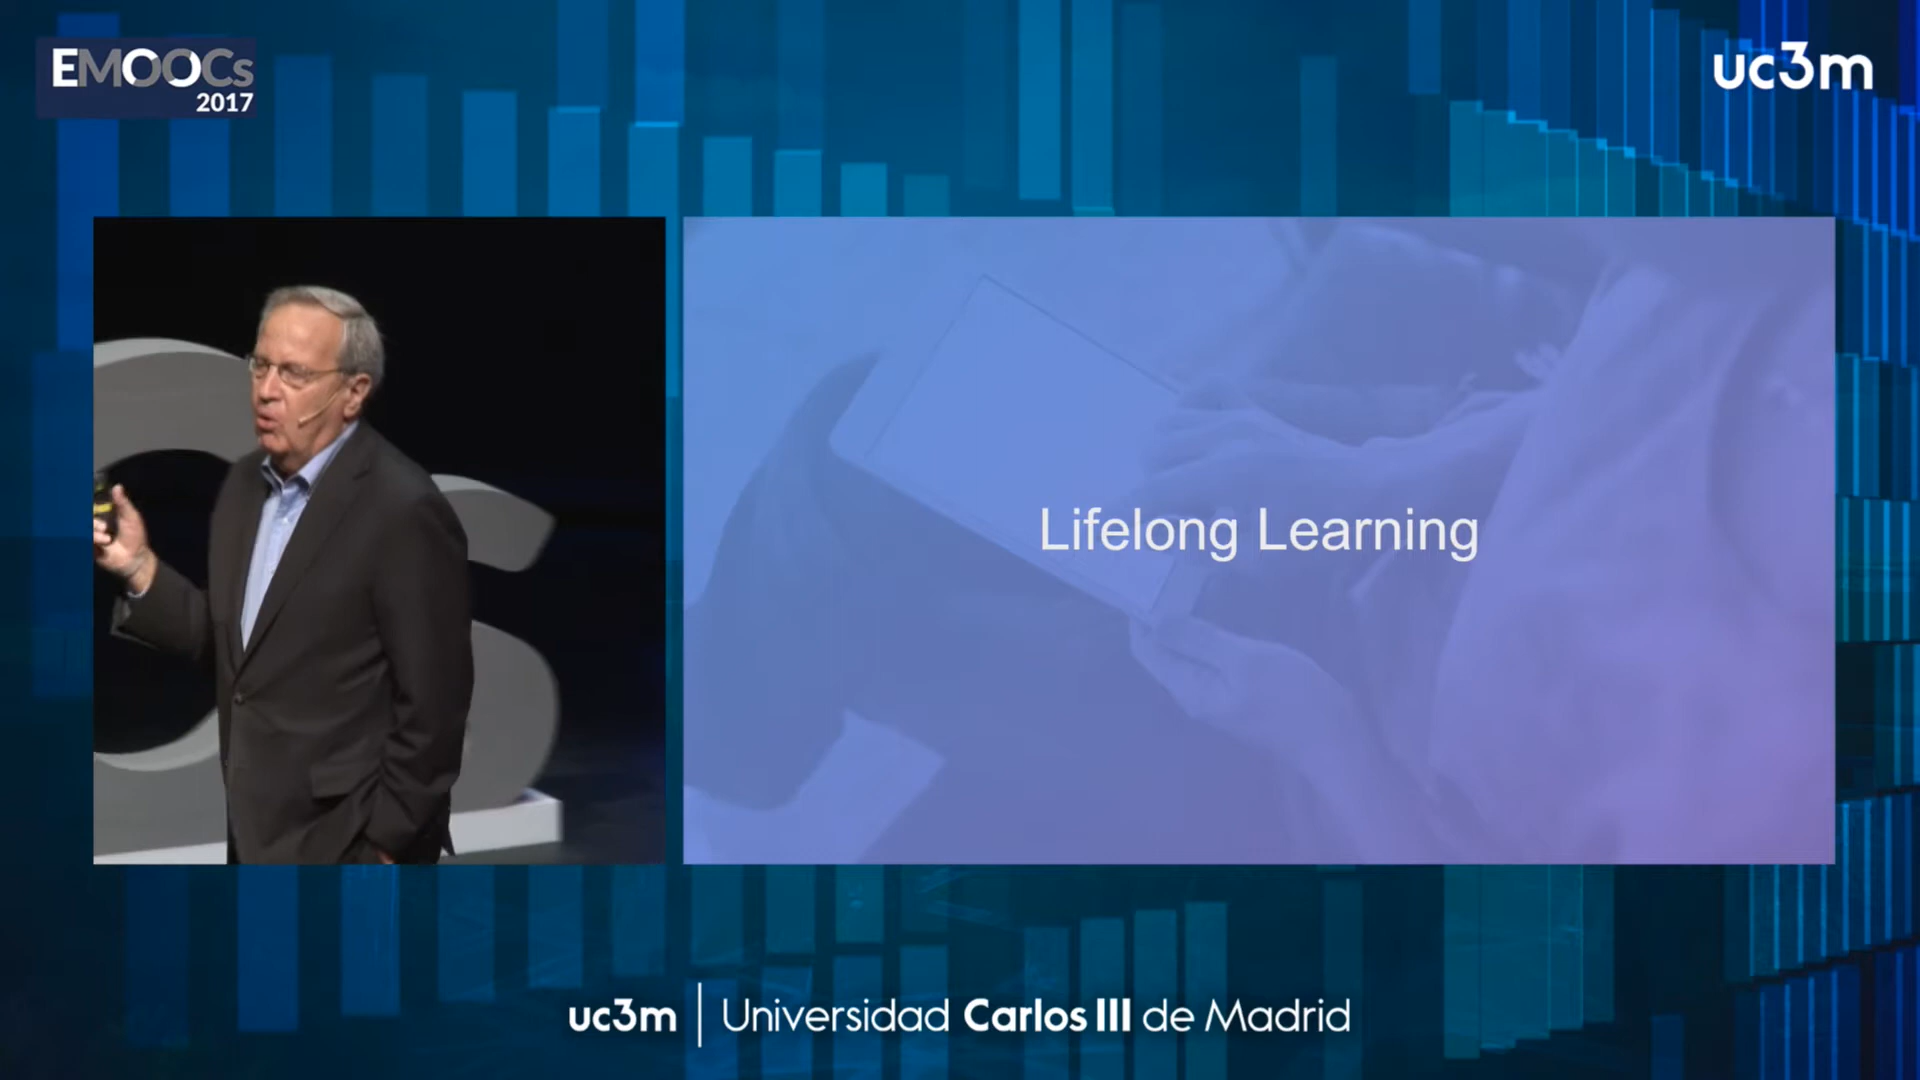 EMOOCs
2017
uc3m
Lifelong Learning
uc3m | Universidad Carlos III de Madrid